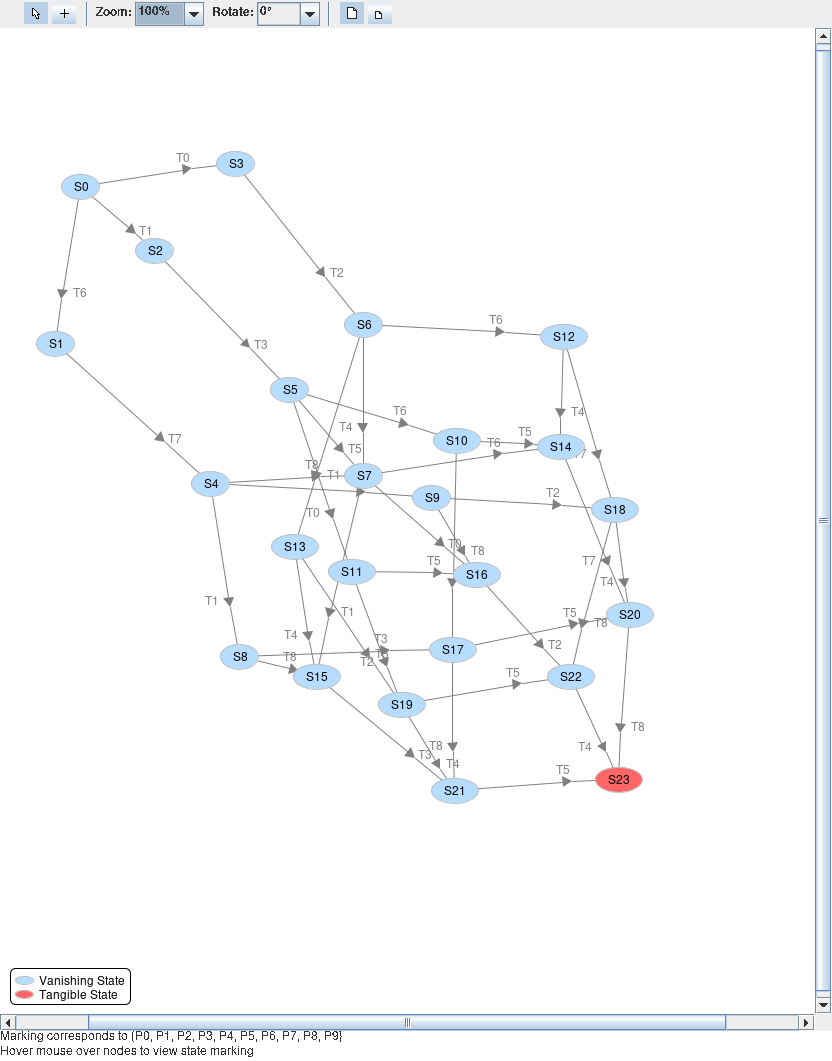 Zoom: 100% Rotate: 0°
T0 S3
S0
T1
S2
T2
T6
S6 T6 S12
S1 T3
S5
T6 T4
T4 T5
S10 S14
T7 T5 T6
T8 T1 S7
S4
S9 T2
S18
T0
S13 T8
S11 T5 S16 T7
T4
T1 T1
T5 S20
T4 T3 T2 T8
S8 T8 T2 S17
S15 S22
S19 T5
T8 T4 T8
T3 T4
T5 S23
S21
Vanishing State
Tangible State
Marking corresponds to {P0, P1, P2, P3, P4, P5, P6, P7, P8, P9}
Hover mouse over nodes to view state marking